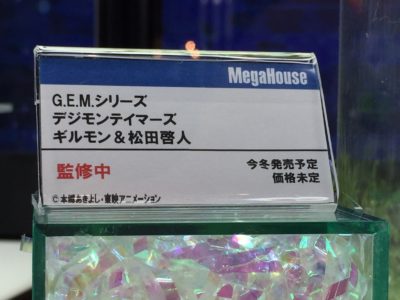 MegaHouse
G.E.M.シリーズ
デジモンテイマーズ
ギルモン＆松田啓人
監修中
今冬発売予定
価格未定
©本郷あきよし・東映アニメーション